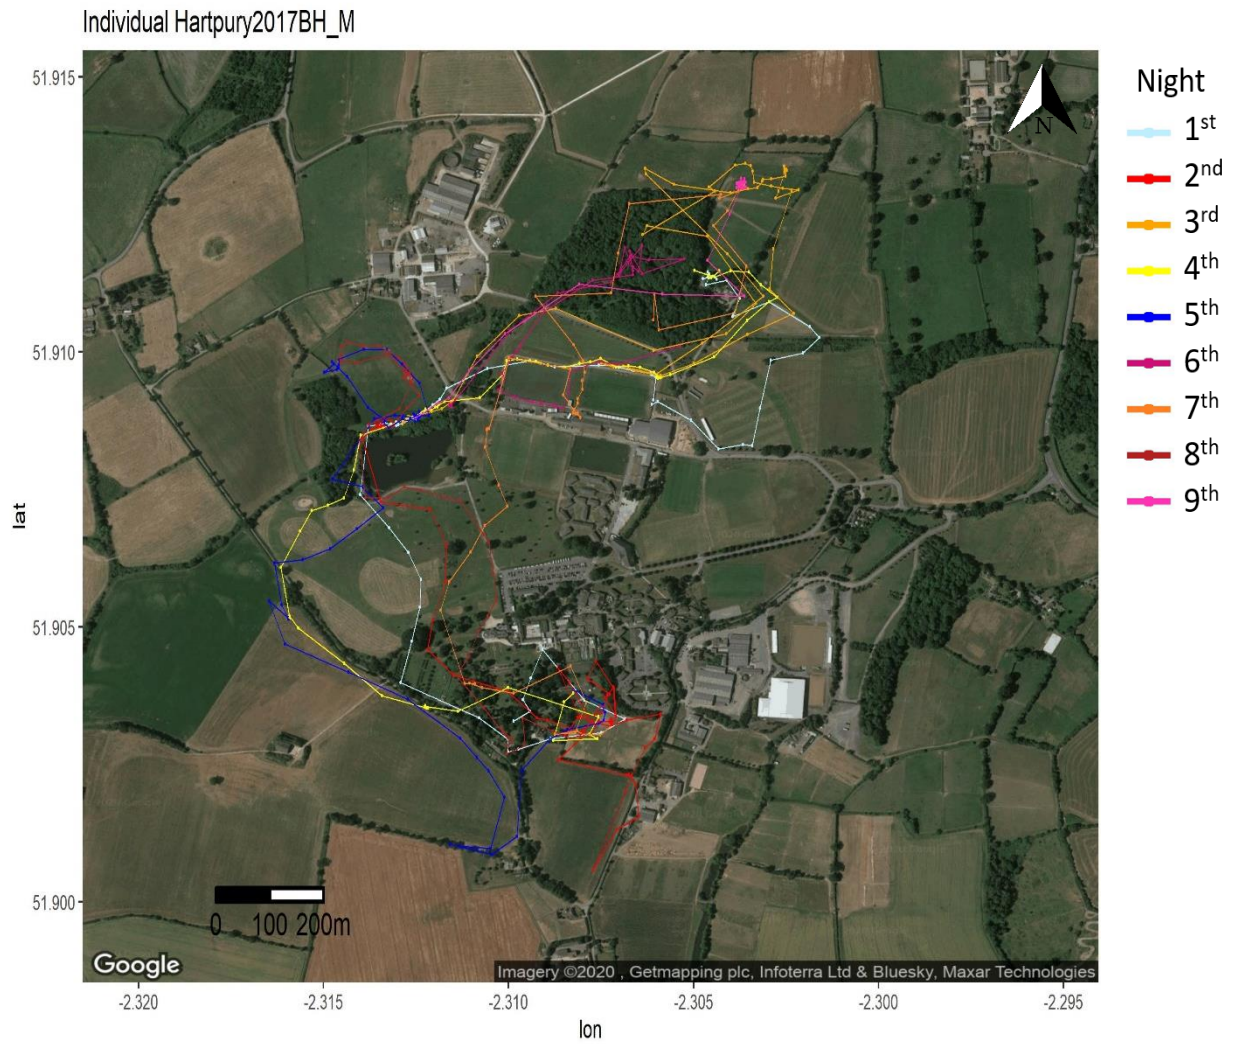 Individual Hartpury2017BH_M
Night
1st
2nd
3rd
4th
5th
6th
7th
8th
9th
N
51.915
51.910
51.905
51.900
lat
0 100 200m
Google
Imagery ©2020 , Getmapping plc, Infoterra Ltd & Bluesky, Maxar Technologies
-2.320 -2.315 -2.310 -2.305 -2.300 -2.295
lon